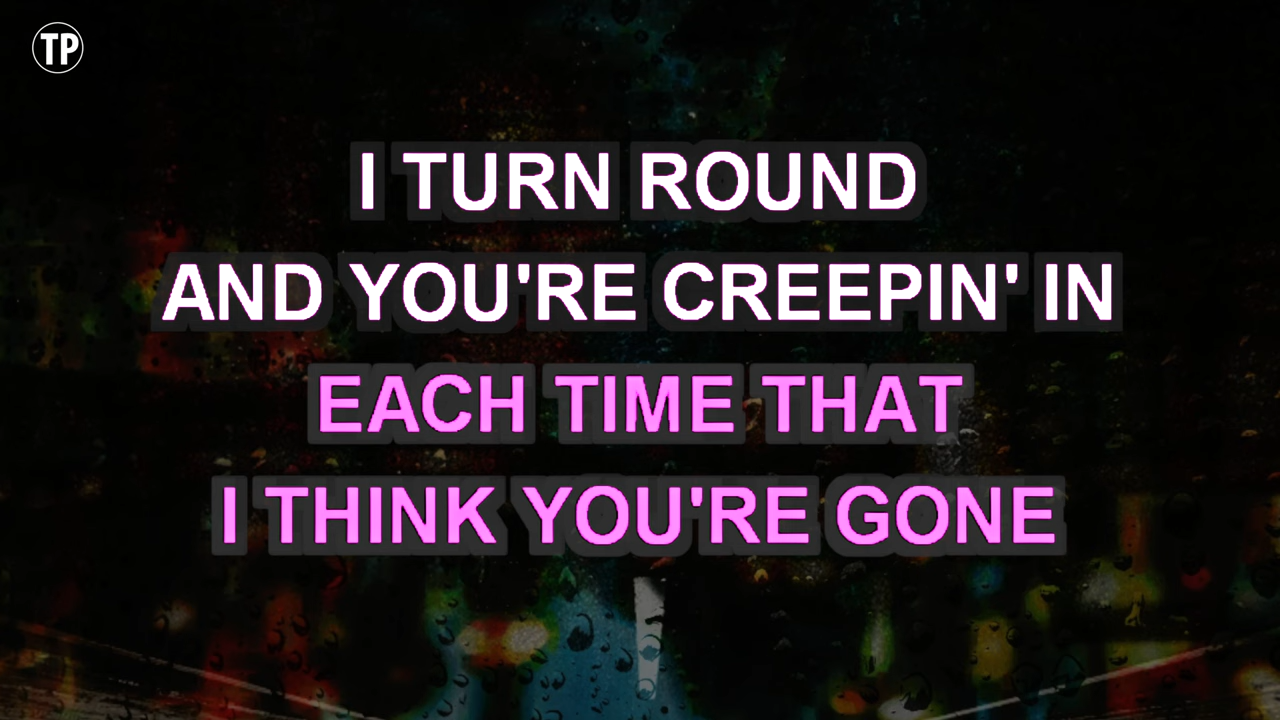 TP
I TURN ROUND
AND YOU'RE CREEPIN' IN
EACH TIME THAT
I THINK YOU'RE GONE